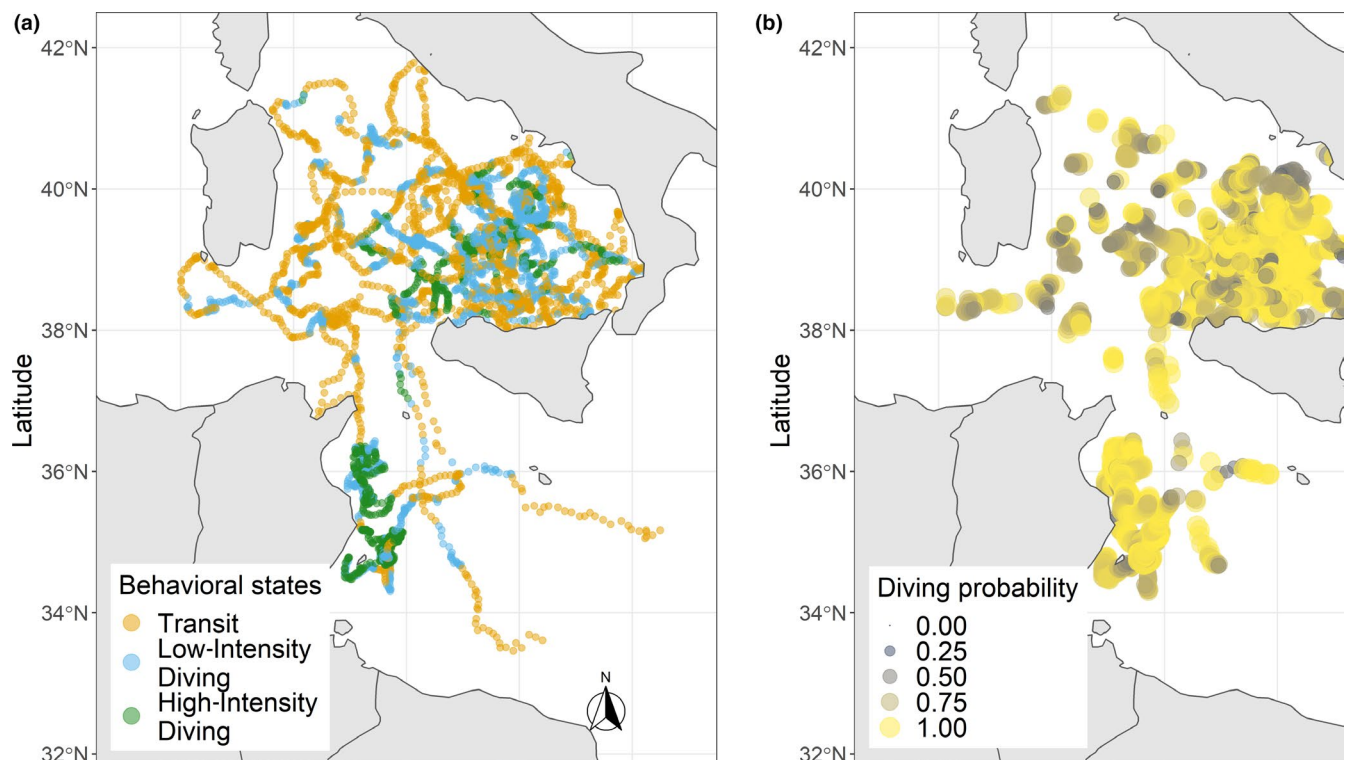 (a)
42°N
40°N
38°N
36°N
34°N
32°N
Latitude
Behavioral states
Transit
Low-Intensity
Diving
High-Intensity
Diving
N
(b)
42°N
40°N
38°N
36°N
34°N
32°N
Latitude
Diving probability
0.00
0.25
0.50
0.75
1.00